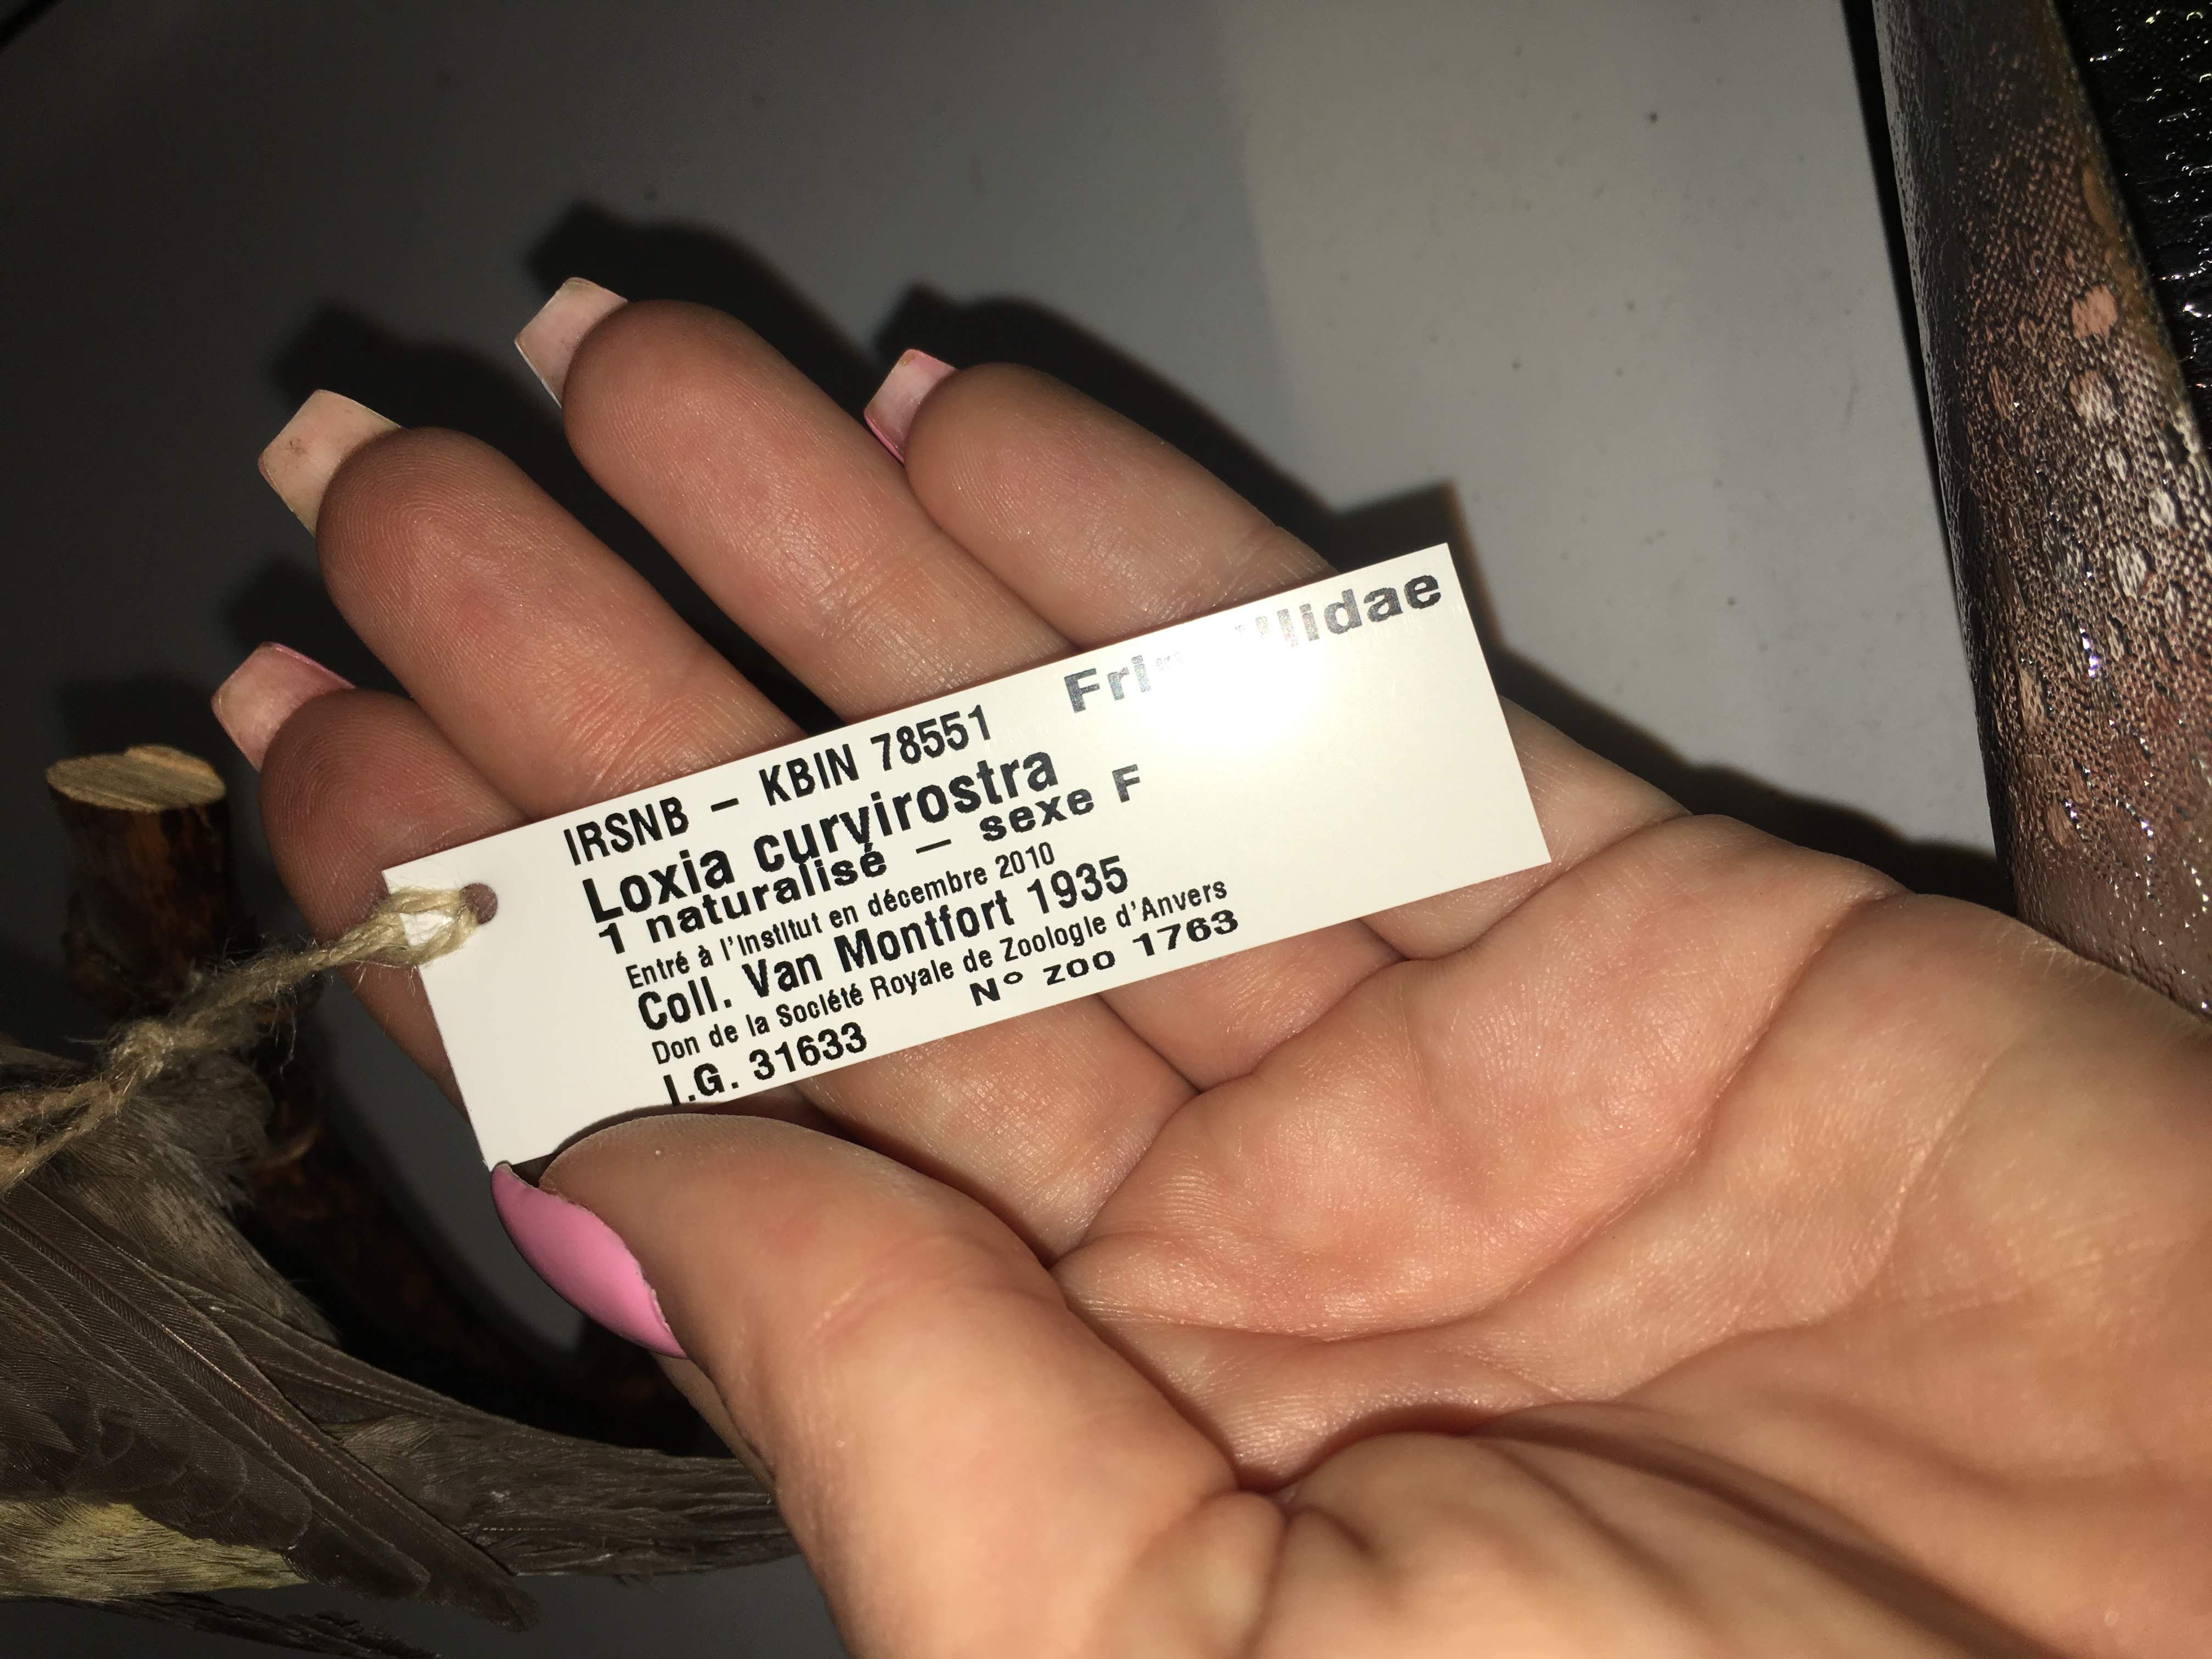 IRSNB – KBIN 78551
Loxia curvirostra
1 naturalisé – sexe F
Entré à l'Institut en décembre 2010
Coll. Van Montfort 1935
Don de la Société Royale de Zoologie d'Anvers
I.G. 31633 N° zoo 1763